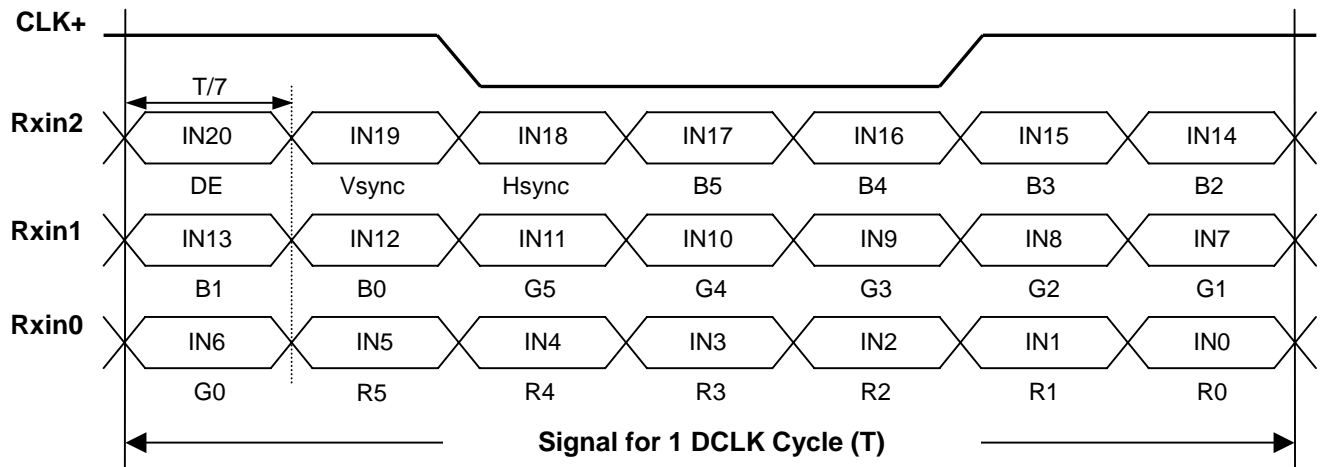 CLK+
T/7
Rxin2 IN20 IN19 IN18 IN17 IN16 IN15 IN14
DE Vsync Hsync B5 B4 B3 B2
Rxin1 IN13 IN12 IN11 IN10 IN9 IN8 IN7
B1 B0 G5 G4 G3 G2 G1
Rxin0 IN6 IN5 IN4 IN3 IN2 IN1 IN0
G0 R5 R4 R3 R2 R1 R0
Signal for 1 DCLK Cycle (T)